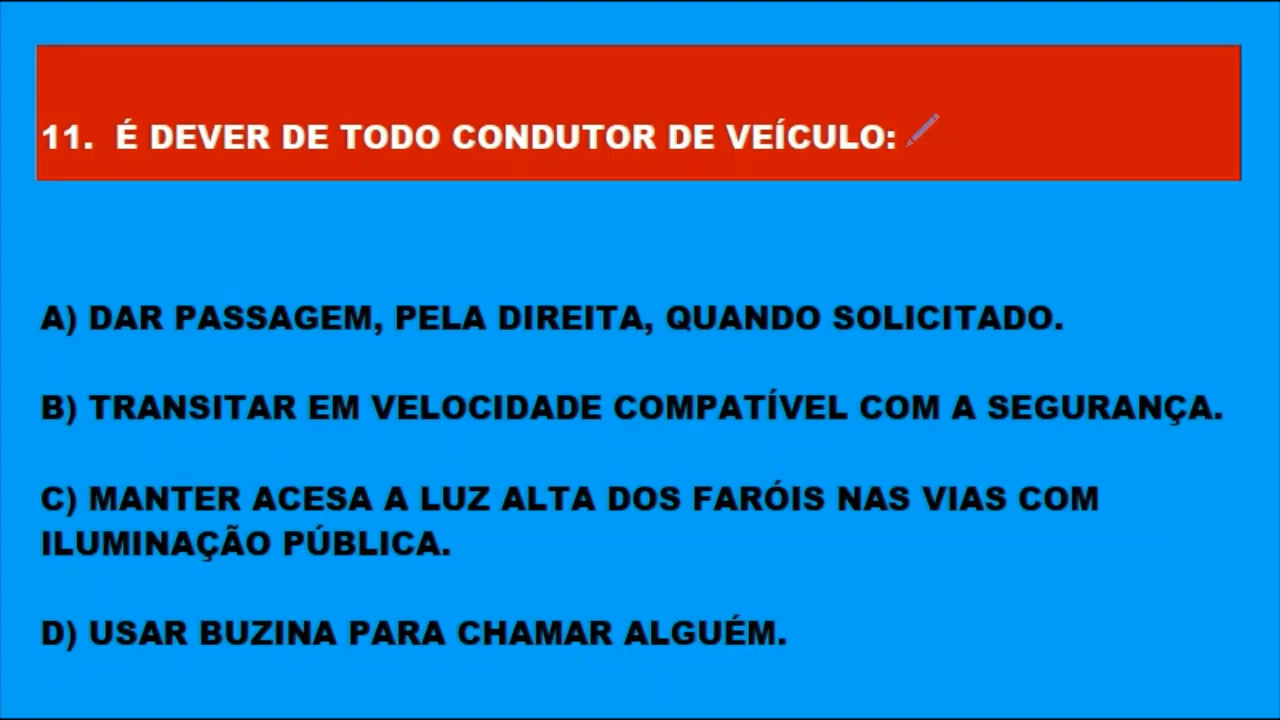 11. É DEVER DE TODO CONDUTOR DE VEÍCULO:
A) DAR PASSAGEM, PELA DIREITA, QUANDO SOLICITADO.
B) TRANSITAR EM VELOCIDADE COMPATÍVEL COM A SEGURANÇA.
C) MANTER ACESA A LUZ ALTA DOS FARÓIS NAS VIAS COM
ILUMINAÇÃO PÚBLICA.
D) USAR BUZINA PARA CHAMAR ALGUÉM.